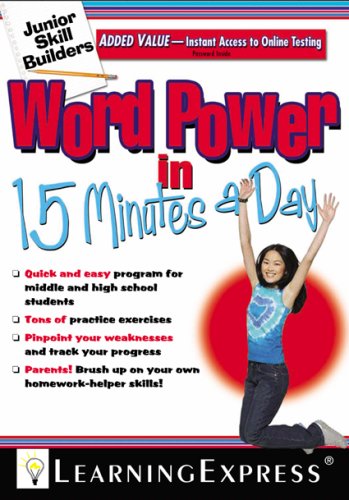 Junior
Skill
Builders
ADDED VALUE — Instant Access to Online Testing
Password Inside
Word Power
in
15 Minutes a Day
Quick and easy program for
middle and high school
students
Tons of practice exercises
Pinpoint your weaknesses
and track your progress
Parents! Brush up on your own
homework-helper skills!
LEARNINGEXPRESS®